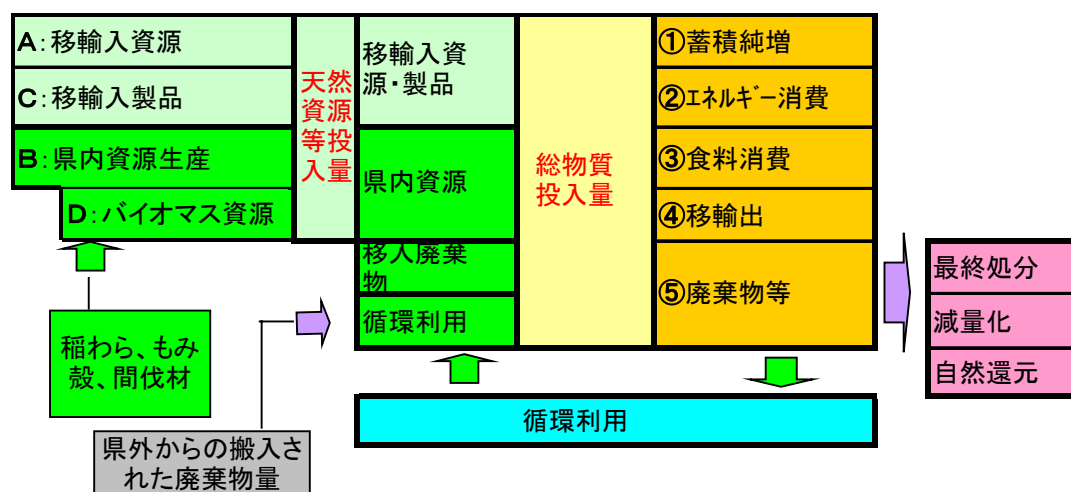 A:移輸入資源
C:移輸入製品
B:県内資源生産
D:バイオマス資源
天然
資源
等投
入量
移輸入資
源・製品
県内資源
移入廃棄
物
循環利用
総物質
投入量
①蓄積純増
②エネルギー消費
③食料消費
④移輸出
⑤廃棄物等
最終処分
減量化
自然還元
稲わら、もみ
殻、間伐材
県外からの搬入さ
れた廃棄物量
循環利用